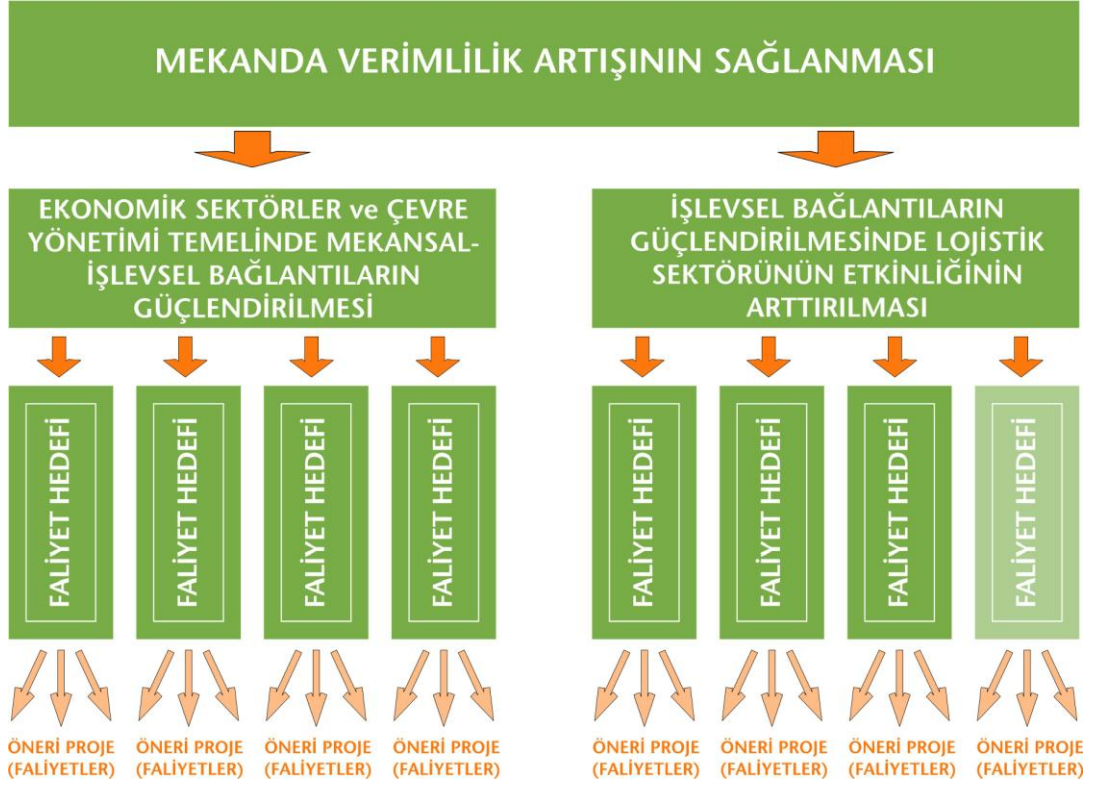 MEKANDA VERİMLİLİK ARTIŞININ SAĞLANMASI
EKONOMİK SEKTÖRLER ve ÇEVRE
YÖNETİMİ TEMELİNDE MEKANSAL-
İŞLEVSEL BAĞLANTILARIN
GÜÇLENDİRİLMESİ
İŞLEVSEL BAĞLANTILARIN
GÜÇLENDİRİLMESİNDE LOJİSTİK
SEKTÖRÜNÜN ETKİNLİĞİNİN
ARTTIRILMASI
FALİYET HEDEFİ
FALİYET HEDEFİ
FALİYET HEDEFİ
FALİYET HEDEFİ
FALİYET HEDEFİ
FALİYET HEDEFİ
FALİYET HEDEFİ
FALİYET HEDEFİ
ÖNERİ PROJE
(FALİYETLER)
ÖNERİ PROJE
(FALİYETLER)
ÖNERİ PROJE
(FALİYETLER)
ÖNERİ PROJE
(FALİYETLER)
ÖNERİ PROJE
(FALİYETLER)
ÖNERİ PROJE
(FALİYETLER)
ÖNERİ PROJE
(FALİYETLER)
ÖNERİ PROJE
(FALİYETLER)